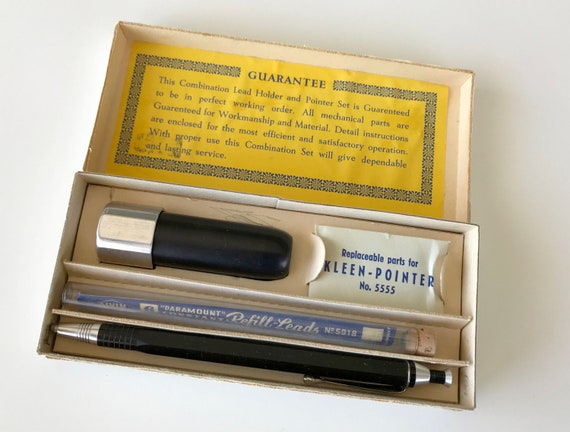 GUARANTEE
This Combination Lead Holder and Pointer Set is Guareneed
to be in perfect working order. All mechanical parts are
Guarenteed for Workmanship and Material. Detail instructions
are enclosed for the most efficient and satisfactory operation.
With proper use this Combination Set will give dependable
and lasting service.
Replaceable parts for
KLEEN-POINTER
No. 5555
"PARAMOUNT"
Refill-Leads No 5018